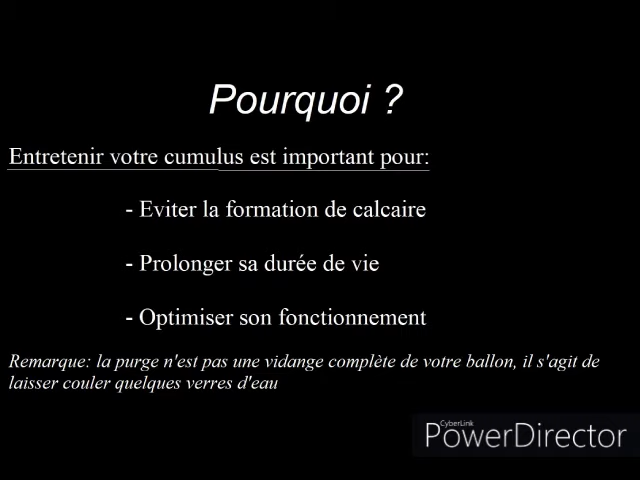 Pourquoi ?
Entretenir votre cumulus est important pour:
- Eviter la formation de calcaire
- Prolonger sa durée de vie
- Optimiser son fonctionnement
Remarque: la purge n'est pas une vidange complète de votre ballon, il s'agit de
laisser couler quelques verres d'eau
CyberLink
PowerDirector